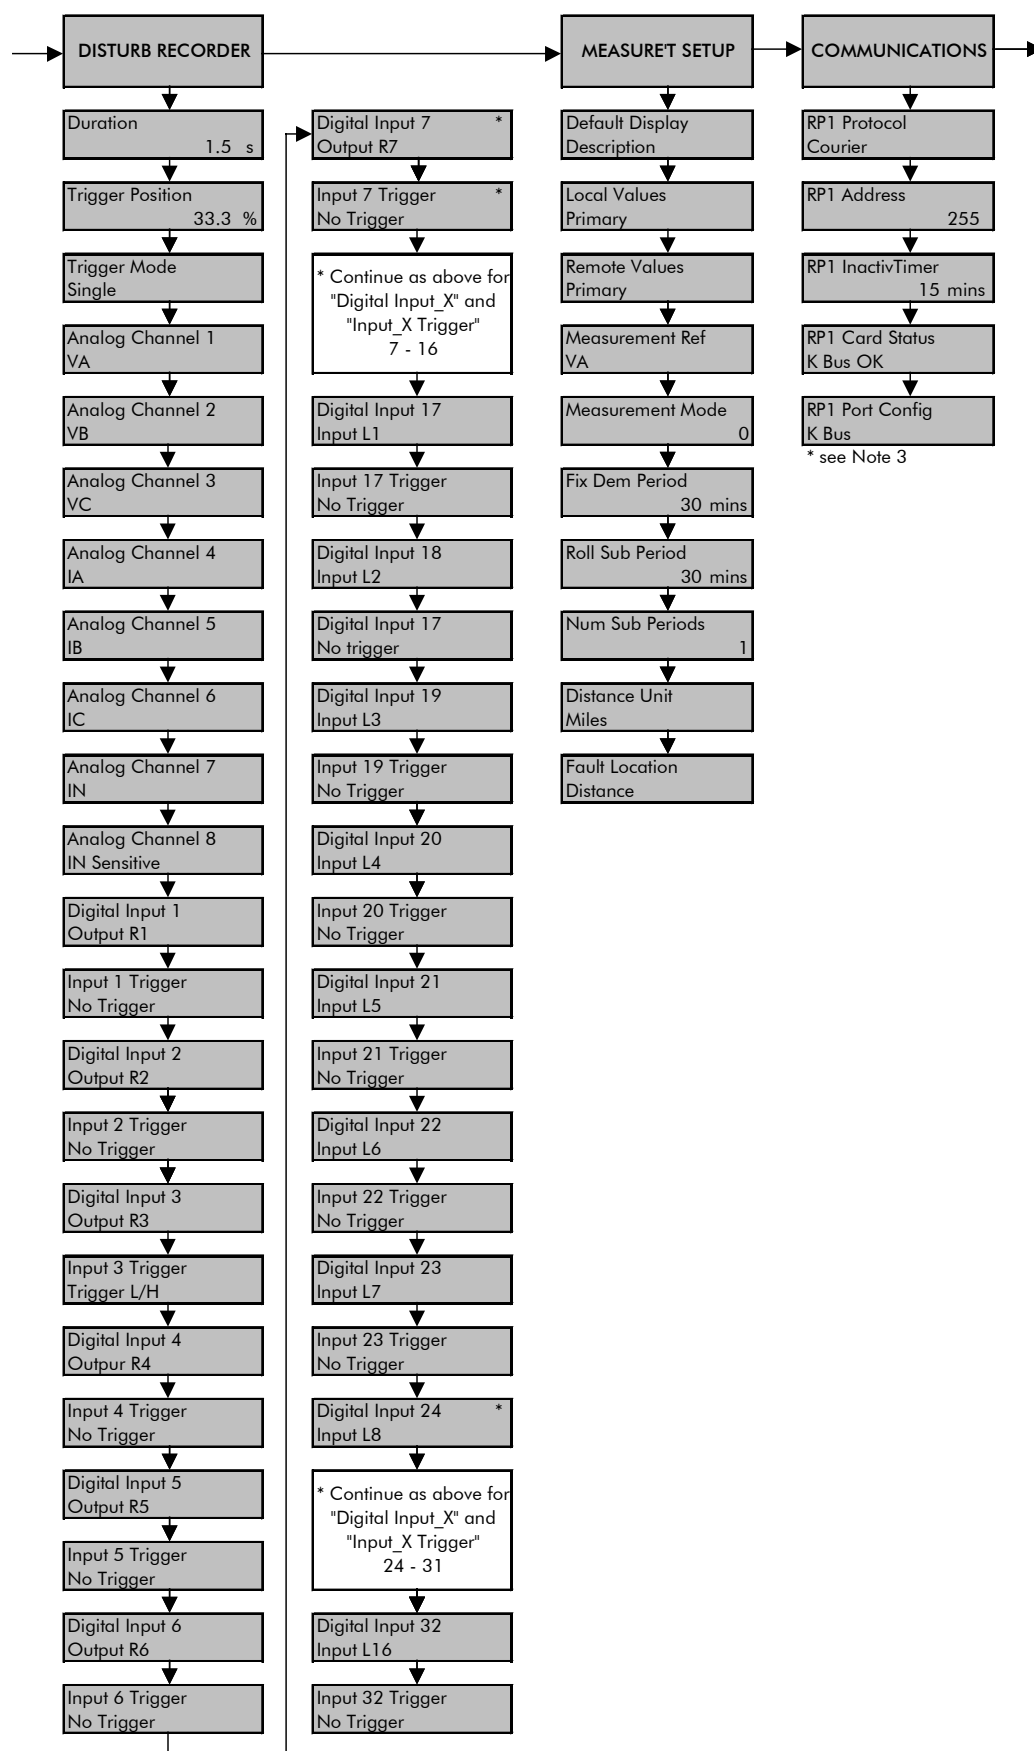 DISTURB RECORDER
Duration
1.5 s
Trigger Position
33.3 %
Trigger Mode
Single
Analog Channel 1
VA
Analog Channel 2
VB
Analog Channel 3
VC
Analog Channel 4
IA
Analog Channel 5
IB
Analog Channel 6
IC
Analog Channel 7
IN
Analog Channel 8
IN Sensitive
Digital Input 1
Output R1
Input 1 Trigger
No Trigger
Digital Input 2
Output R2
Input 2 Trigger
No Trigger
Digital Input 3
Output R3
Input 3 Trigger
Trigger L/H
Digital Input 4
Outpur R4
Input 4 Trigger
No Trigger
Digital Input 5
Output R5
Input 5 Trigger
No Trigger
Digital Input 6
Output R6
Input 6 Trigger
No Trigger
Digital Input 7 *
Output R7
Input 7 Trigger *
No Trigger
* Continue as above for
"Digital Input_X" and
"Input_X Trigger"
7 - 16
Digital Input 17
Input L1
Input 17 Trigger
No Trigger
Digital Input 18
Input L2
Digital Input 17
No trigger
Digital Input 19
Input L3
Input 19 Trigger
No Trigger
Digital Input 20
Input L4
Input 20 Trigger
No Trigger
Digital Input 21
Input L5
Input 21 Trigger
No Trigger
Digital Input 22
Input L6
Input 22 Trigger
No Trigger
Digital Input 23
Input L7
Input 23 Trigger
No Trigger
Digital Input 24 *
Input L8
* Continue as above for
"Digital Input_X" and
"Input_X Trigger"
24 - 31
Digital Input 32
Input L16
Input 32 Trigger
No Trigger
MEASURE'T SETUP
Default Display
Description
Local Values
Primary
Remote Values
Primary
Measurement Ref
VA
Measurement Mode
0
Fix Dem Period
30 mins
Roll Sub Period
30 mins
Num Sub Periods
1
Distance Unit
Miles
Fault Location
Distance
COMMUNICATIONS
RP1 Protocol
Courier
RP1 Address
255
RP1 InactivTimer
15 mins
RP1 Card Status
K Bus OK
RP1 Port Config
K Bus
* see Note 3